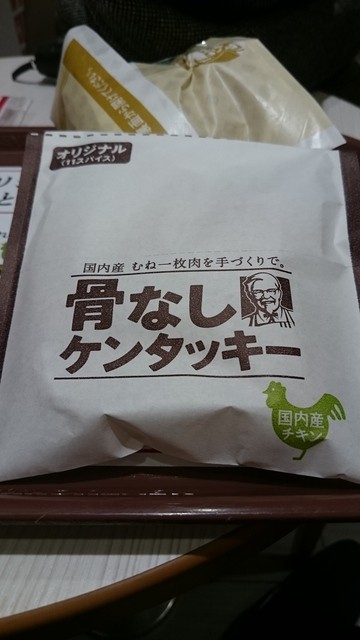 オリジナル
(11スパイス)
国内産 むね一枚肉を手づくりで。
骨なし
ケンタッキー
国内産
チキン